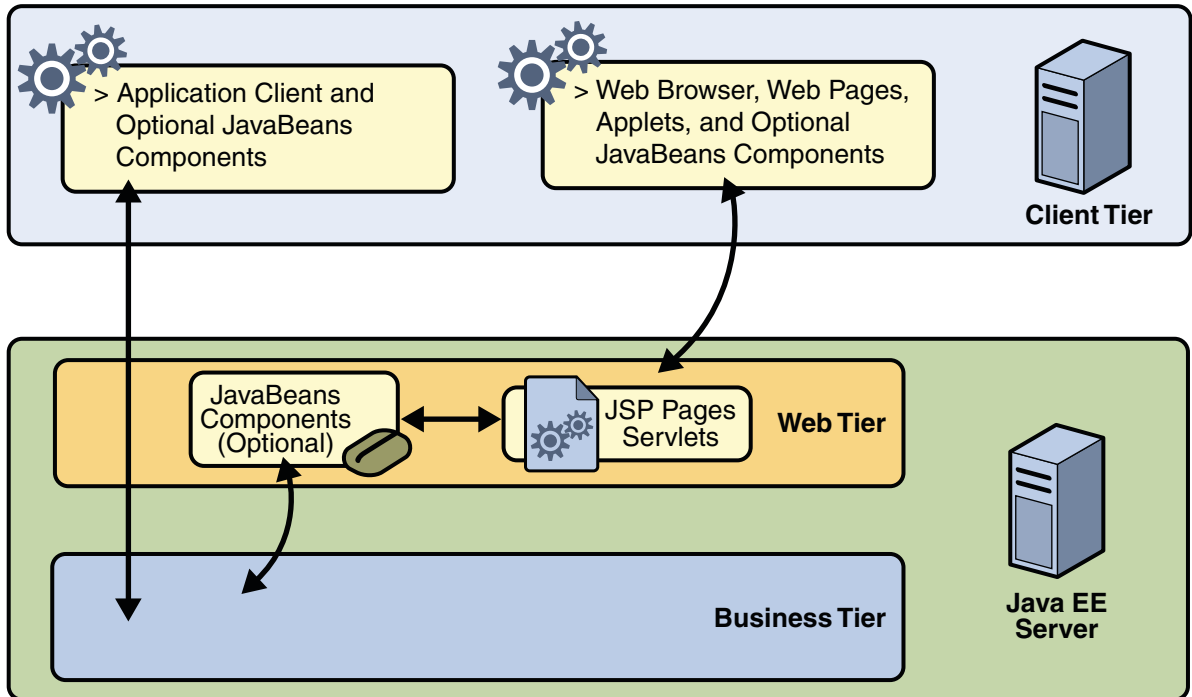 > Application Client and
Optional JavaBeans
Components
> Web Browser, Web Pages,
Applets, and Optional
JavaBeans Components
Client Tier
JavaBeans
Components
(Optional)
JSP Pages
Servlets
Web Tier
Business Tier
Java EE
Server